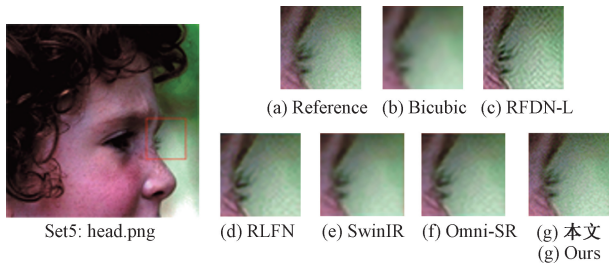 (a) Reference (b) Bicubic (c) RFDN-L
Set5: head.png
(d) RLFN (e) SwinIR (f) Omni-SR (g) 本文
(g) Ours